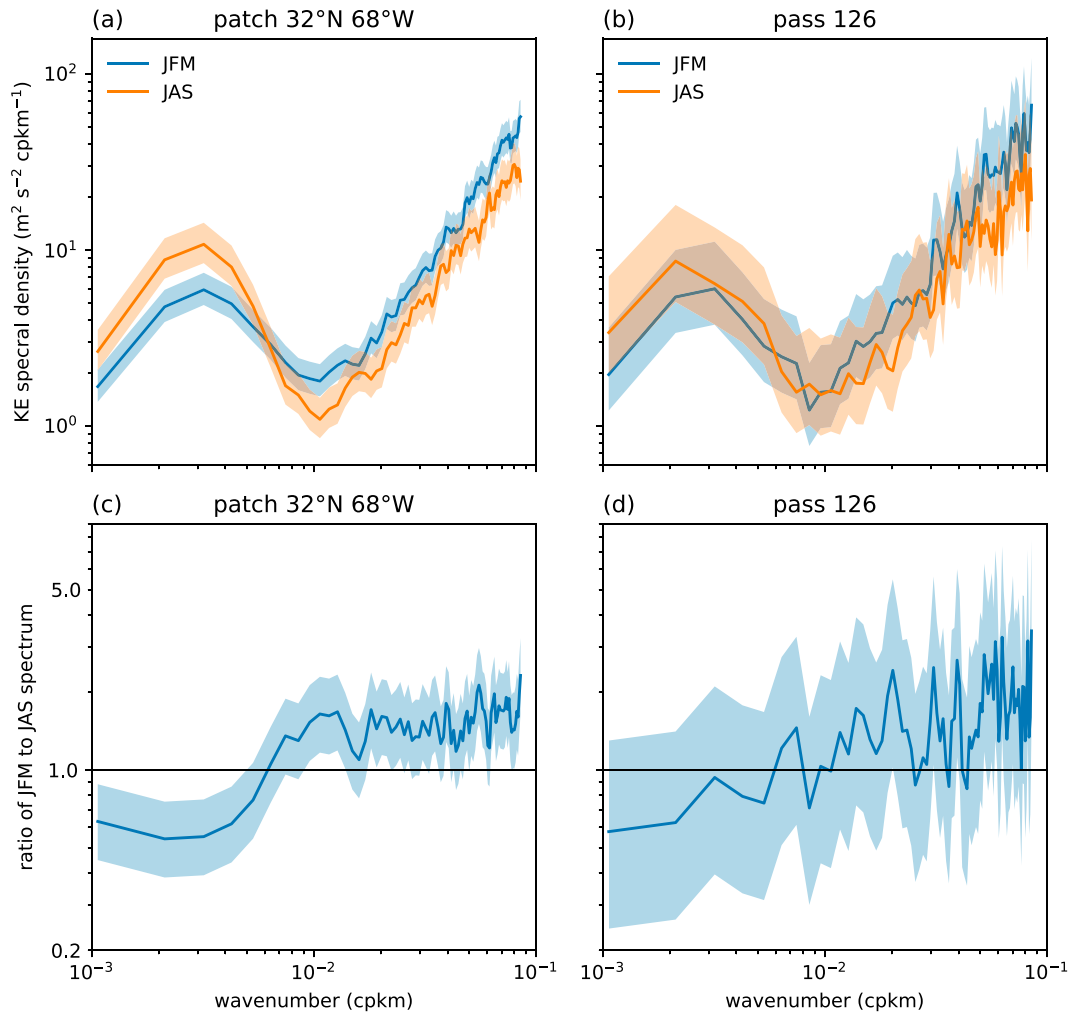 (a) patch 32°N 68°W
(b) pass 126
KE specral density (m² s⁻² cpkm⁻¹)
10²
10¹
10⁰
JFM
JAS
JFM
JAS
(c) patch 32°N 68°W
(d) pass 126
ratio of JFM to JAS spectrum
5.0
1.0
0.2
10⁻³ 10⁻² 10⁻¹
10⁻³ 10⁻² 10⁻¹
wavenumber (cpkm)
wavenumber (cpkm)